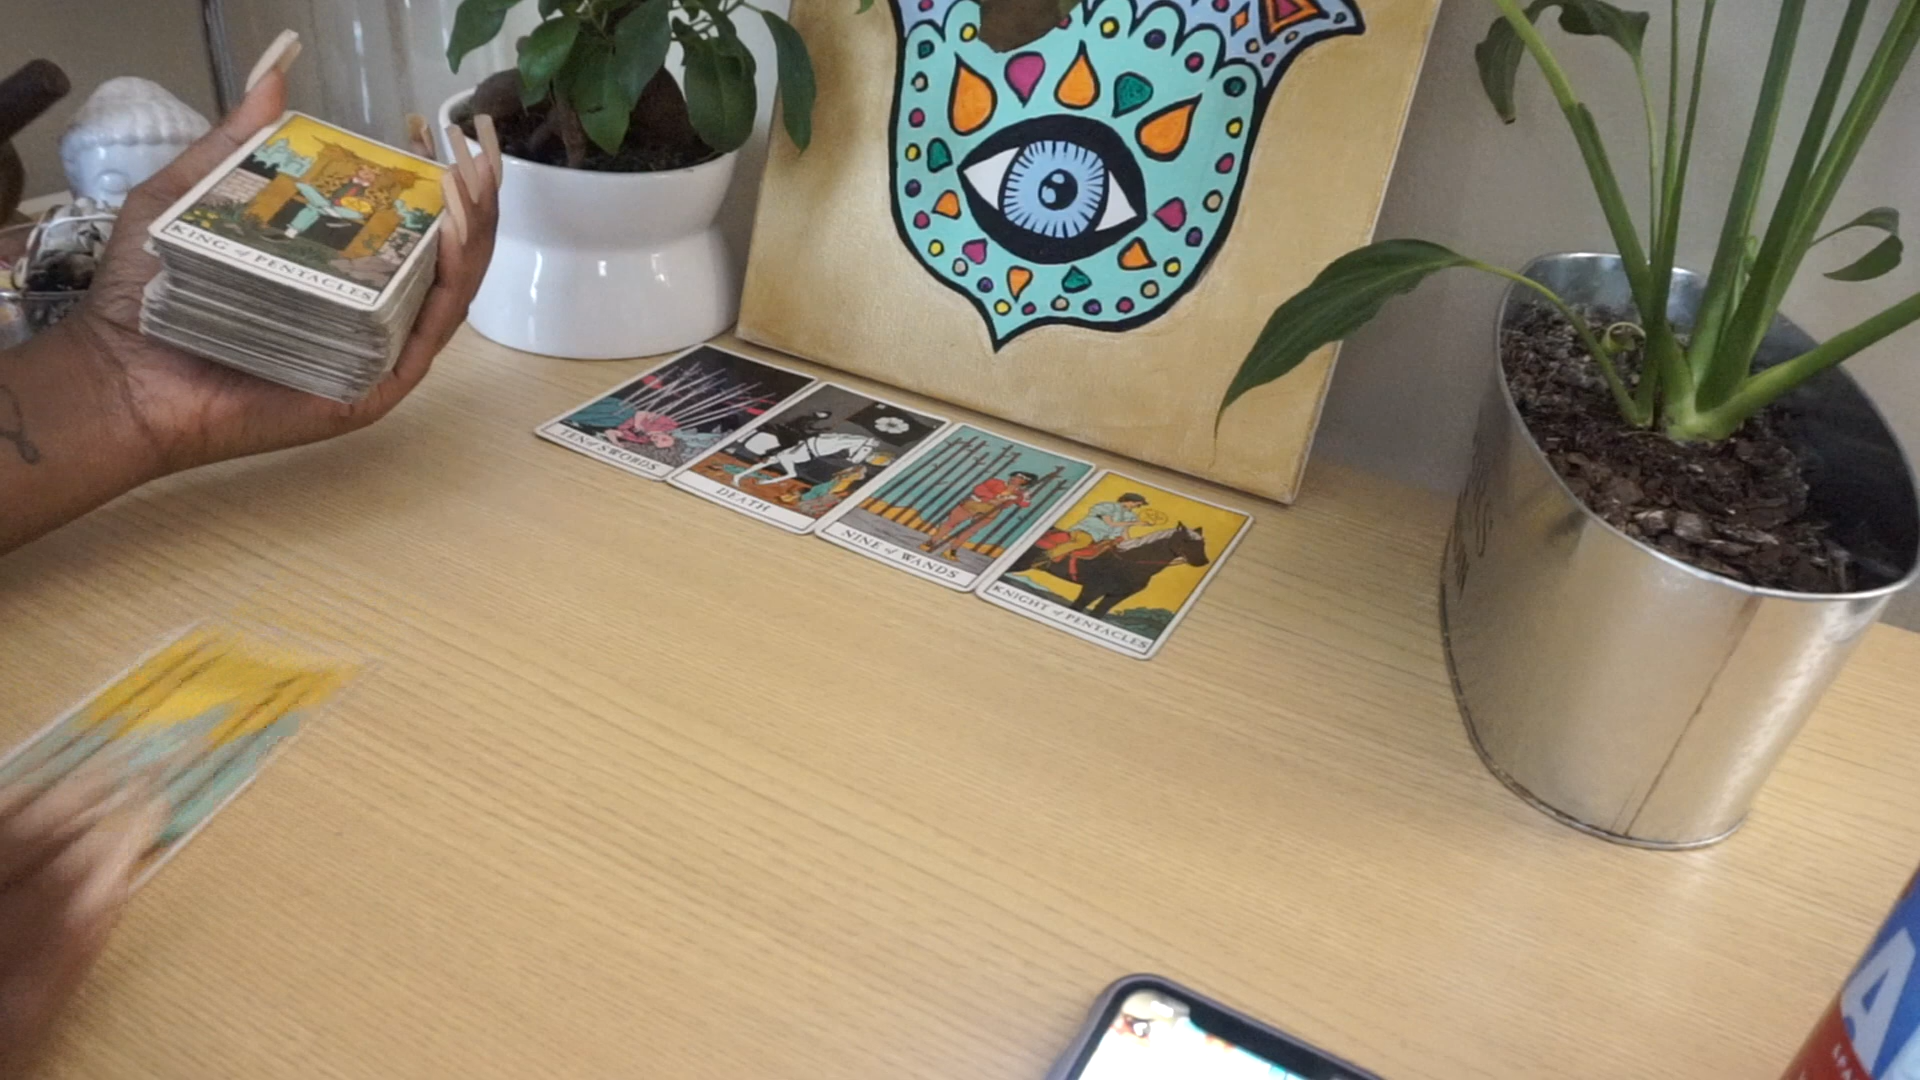 KING of PENTACLES
TEN of SWORDS
DEATH
NINE of WANDS
KNIGHT of PENTACLES
A